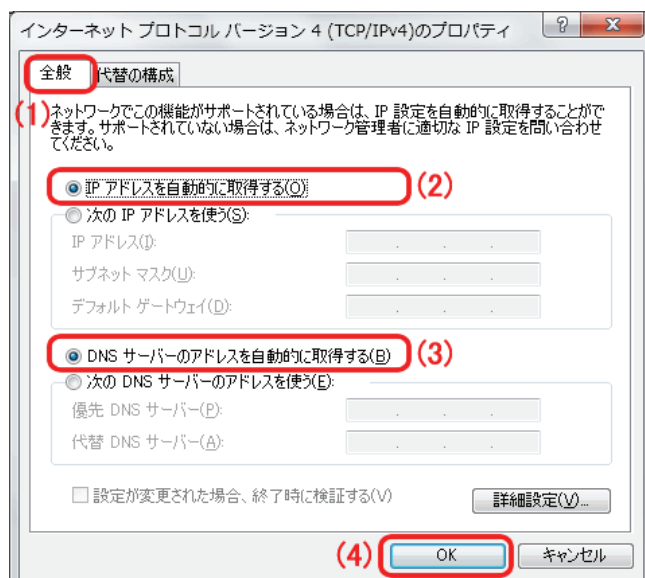 インターネット プロトコル バージョン 4 (TCP/IPv4)のプロパティ
全般 代替の構成
(1)
ネットワークでこの機能がサポートされている場合は、IP 設定を自動的に取得することがで
きます。サポートされていない場合は、ネットワーク管理者に適切な IP 設定を問い合わせ
てください。
IP アドレスを自動的に取得する(O) (2)
次の IP アドレスを使う(S):
IP アドレス(I):
サブネット マスク(U):
デフォルト ゲートウェイ(D):
DNS サーバーのアドレスを自動的に取得する(B) (3)
次の DNS サーバーのアドレスを使う(E):
優先 DNS サーバー(P):
代替 DNS サーバー(A):
設定が変更された場合、終了時に検証する(V)
詳細設定(V)...
(4) OK キャンセル